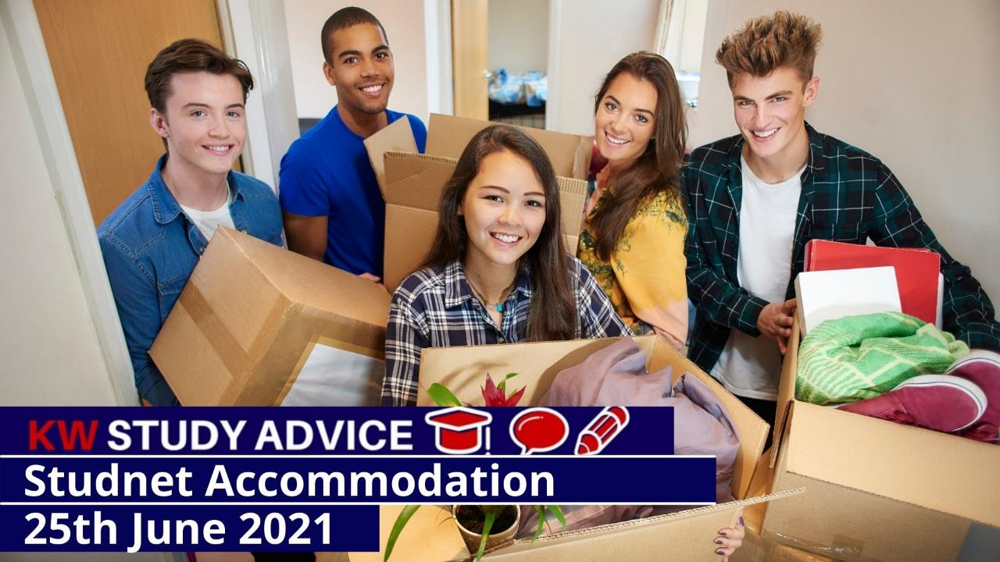 KW STUDY ADVICE
Studnet Accommodation
25th June 2021